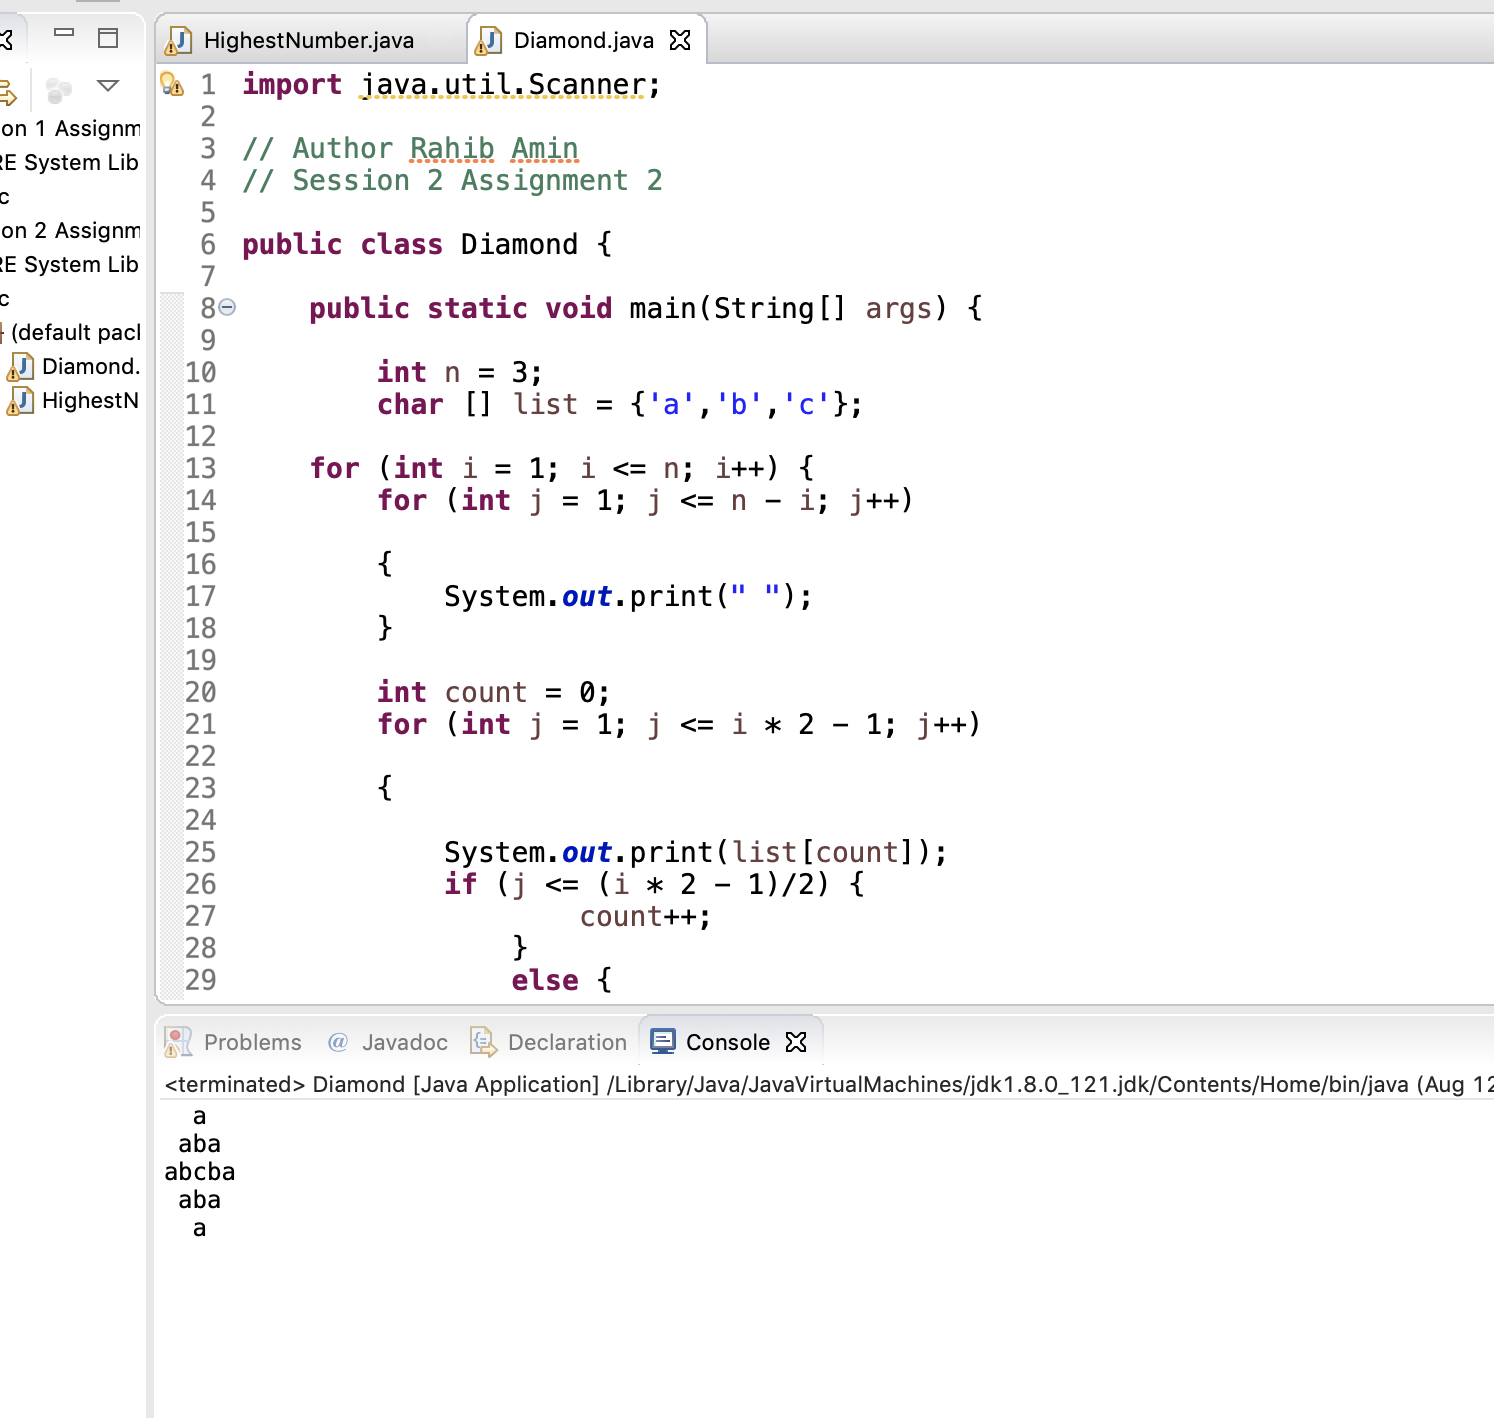 HighestNumber.java
Diamond.java
on 1 Assignm
RE System Lib
c
on 2 Assignm
RE System Lib
c
(default pacl
Diamond.
HighestN
1 import java.util.Scanner;
2
3 // Author Rahib Amin
4 // Session 2 Assignment 2
5
6 public class Diamond {
7
8 public static void main(String[] args) {
9
10 int n = 3;
11 char [] list = {'a','b','c'};
12
13 for (int i = 1; i <= n; i++) {
14 for (int j = 1; j <= n - i; j++)
15
16 {
17 System.out.print(" ");
18 }
19
20 int count = 0;
21 for (int j = 1; j <= i * 2 - 1; j++)
22
23 {
24
25 System.out.print(list[count]);
26 if (j <= (i * 2 - 1)/2) {
27 count++;
28 }
29 else {
Problems @ Javadoc Declaration Console
<terminated> Diamond [Java Application] /Library/Java/JavaVirtualMachines/jdk1.8.0_121.jdk/Contents/Home/bin/java (Aug 12
a
aba
abcba
aba
a